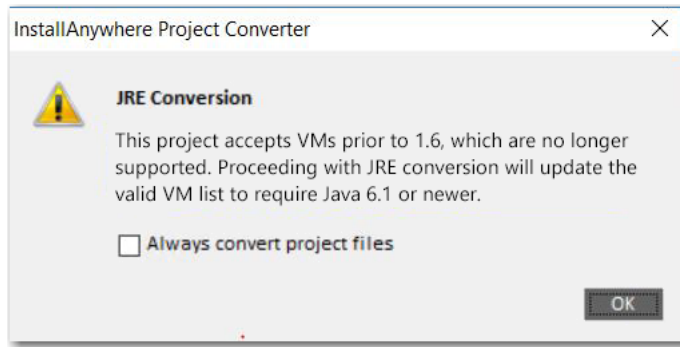 InstallAnywhere Project Converter
JRE Conversion
This project accepts VMs prior to 1.6, which are no longer
supported. Proceeding with JRE conversion will update the
valid VM list to require Java 6.1 or newer.
Always convert project files
OK